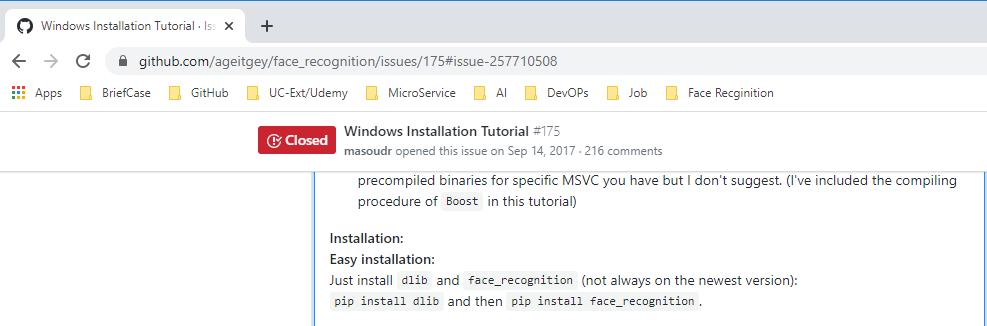 Windows Installation Tutorial · Iss
github.com/ageitgey/face_recognition/issues/175#issue-257710508
Apps BriefCase GitHub UC-Ext/Udemy MicroService AI DevOPs Job Face Recginition
Closed
Windows Installation Tutorial #175
masoudr opened this issue on Sep 14, 2017 · 216 comments
precompiled binaries for specific MSVC you have but I don't suggest. (I've included the compiling
procedure of Boost in this tutorial)
Installation:
Easy installation:
Just install dlib and face_recognition (not always on the newest version):
pip install dlib and then pip install face_recognition.